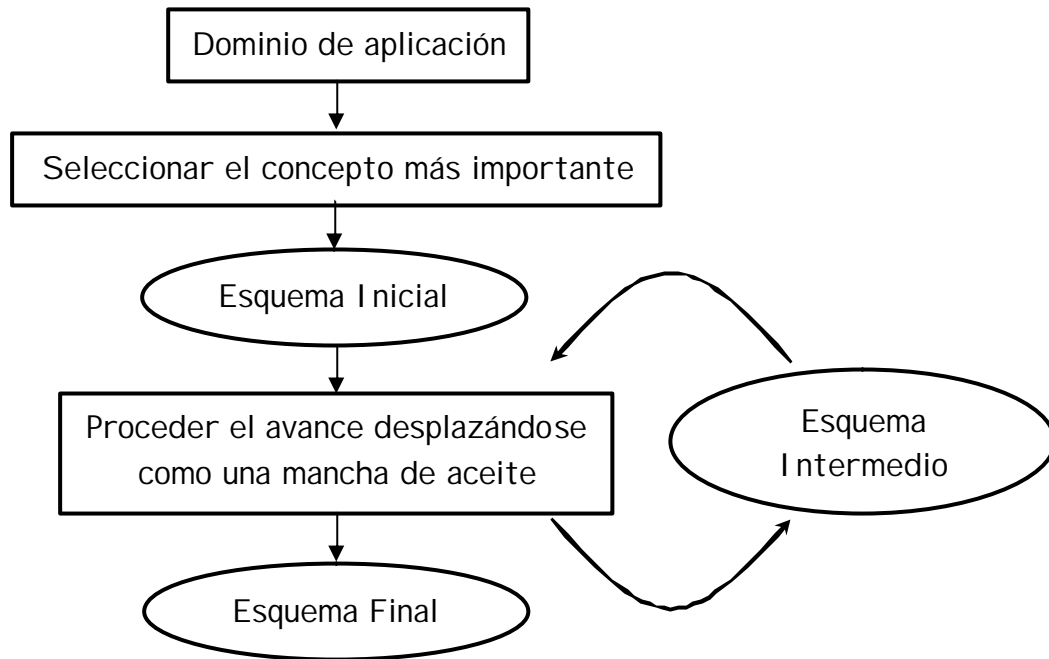 Dominio de aplicación
Seleccionar el concepto más importante
Esquema Inicial
Proceder el avance desplazándose
como una mancha de aceite
Esquema
Intermedio
Esquema Final